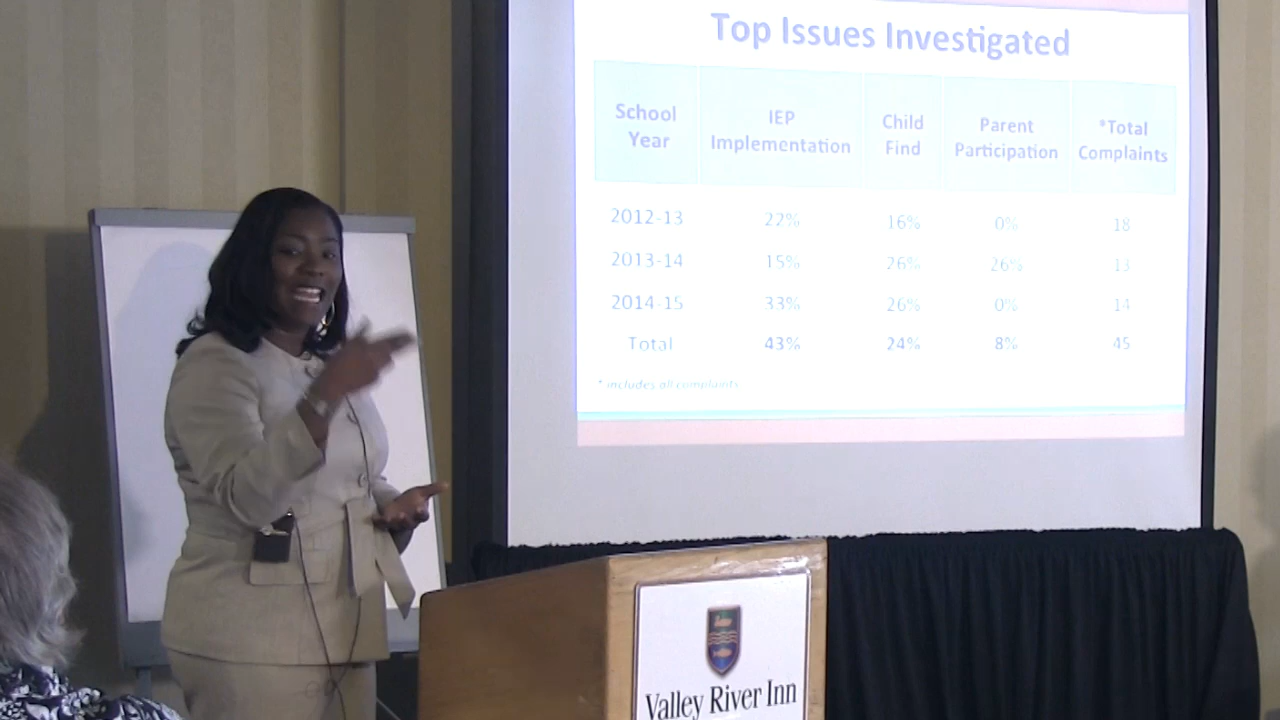 Top Issues Investigated
School Year IEP Implementation Child Find Parent Participation *Total Complaints
2012-13 22% 16% 0% 18
2013-14 15% 26% 26% 13
2014-15 33% 26% 0% 14
Total 43% 24% 8% 45
* includes all complaints
Valley River Inn